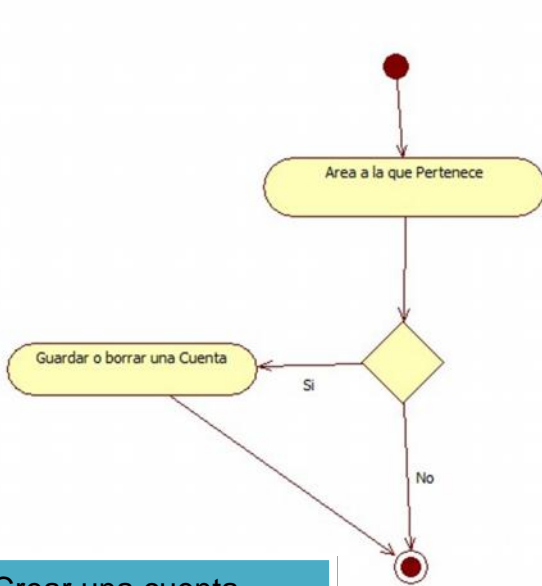 Area a la que Pertenece
Guardar o borrar una Cuenta
Si
No
Crear una cuenta